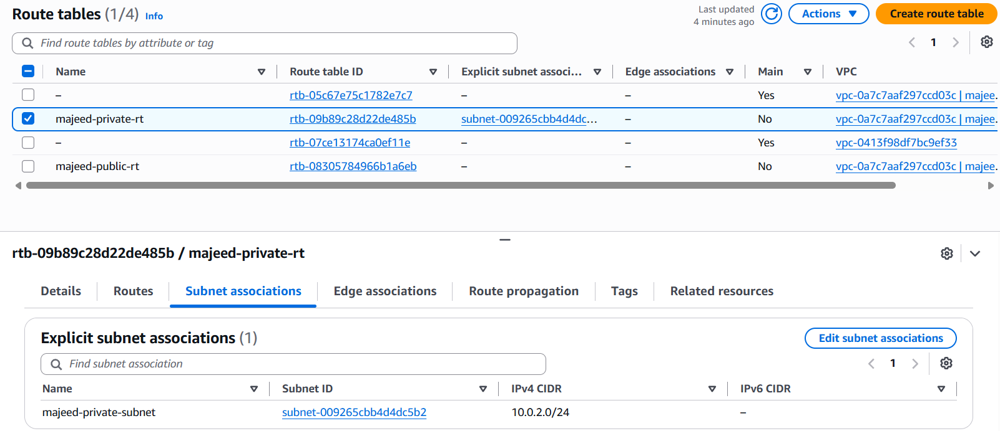 Route tables (1/4) Info
Last updated
4 minutes ago
Actions
Create route table
Find route tables by attribute or tag
1
Name Route table ID Explicit subnet associ... Edge associations Main VPC
– rtb-05c67e75c1782e7c7 – – Yes vpc-0a7c7aaf297ccd03c | majee.
majeed-private-rt rtb-09b89c28d22de485b subnet-009265cbb4d4dc... – No vpc-0a7c7aaf297ccd03c | majee.
– rtb-07ce13174ca0ef11e – – Yes vpc-0413f98df7bc9ef33
majeed-public-rt rtb-08305784966b1a6eb – – No vpc-0a7c7aaf297ccd03c | majee.
rtb-09b89c28d22de485b / majeed-private-rt
Details Routes Subnet associations Edge associations Route propagation Tags Related resources
Explicit subnet associations (1)
Edit subnet associations
Find subnet association
1
Name Subnet ID IPv4 CIDR IPv6 CIDR
majeed-private-subnet subnet-009265cbb4d4dc5b2 10.0.2.0/24 –